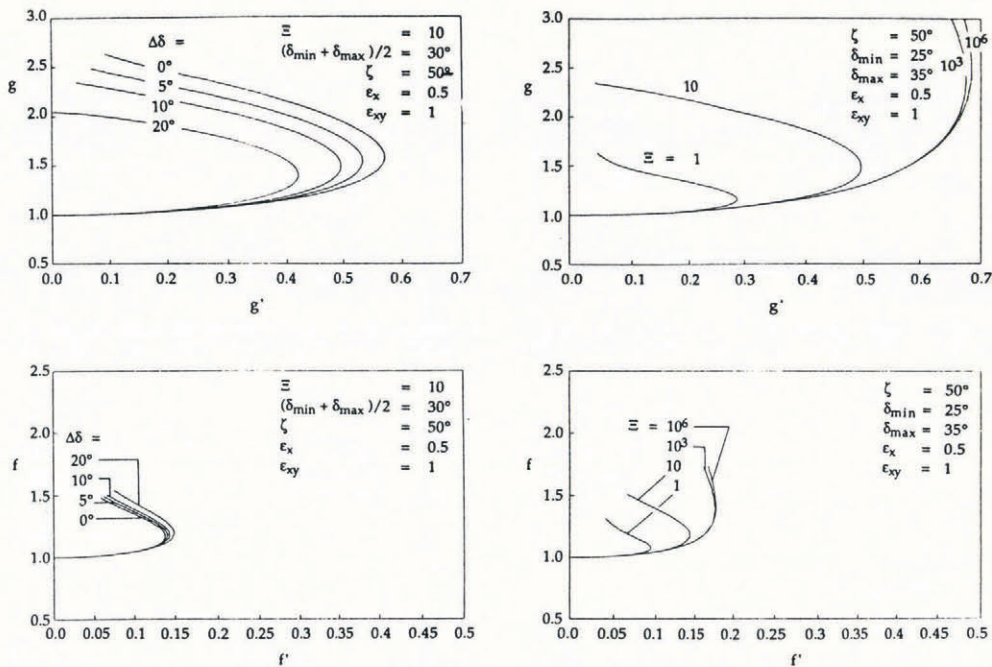 3.0
2.5
2.0
1.5
1.0
0.5
g
Δδ =
0°
5°
10°
20°
Ξ = 10
(δmin + δmax)/2 = 30°
ζ = 50°
εx = 0.5
εxy = 1
0.0 0.1 0.2 0.3 0.4 0.5 0.6 0.7
g'
3.0
2.5
2.0
1.5
1.0
0.5
g
10
Ξ = 1
10³
10⁶
ζ = 50°
δmin = 25°
δmax = 35°
εx = 0.5
εxy = 1
0.0 0.1 0.2 0.3 0.4 0.5 0.6 0.7
g'
2.5
2.0
1.5
1.0
0.5
f
Δδ =
20°
10°
5°
0°
Ξ = 10
(δmin + δmax)/2 = 30°
ζ = 50°
εx = 0.5
εxy = 1
0.0 0.05 0.1 0.15 0.2 0.25 0.3 0.35 0.4 0.45 0.5
f'
2.5
2.0
1.5
1.0
0.5
f
Ξ = 10⁶
10³
10
1
ζ = 50°
δmin = 25°
δmax = 35°
εx = 0.5
εxy = 1
0.0 0.05 0.1 0.15 0.2 0.25 0.3 0.35 0.4 0.45 0.5
f'